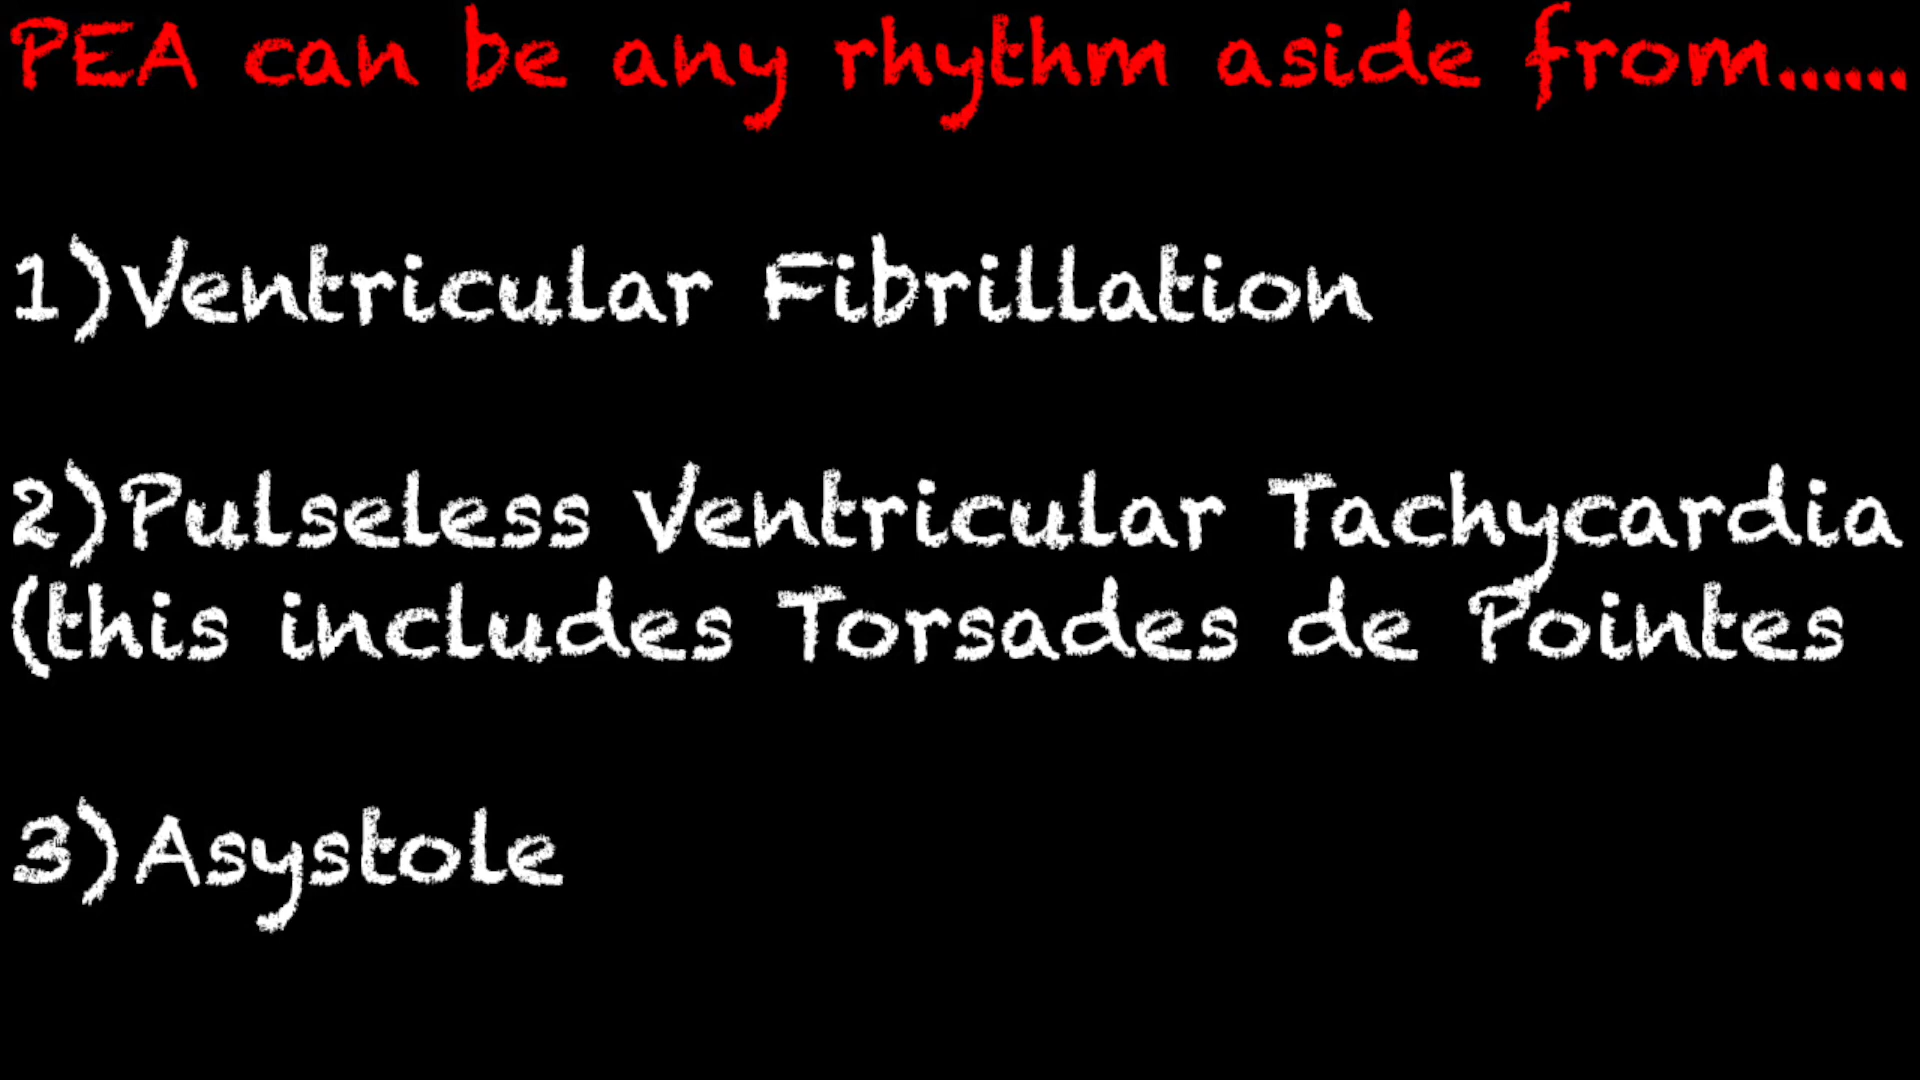 PEA can be any rhythm aside from......
1)Ventricular Fibrillation
2)Pulseless Ventricular Tachycardia
(this includes Torsades de Pointes
3)Asystole